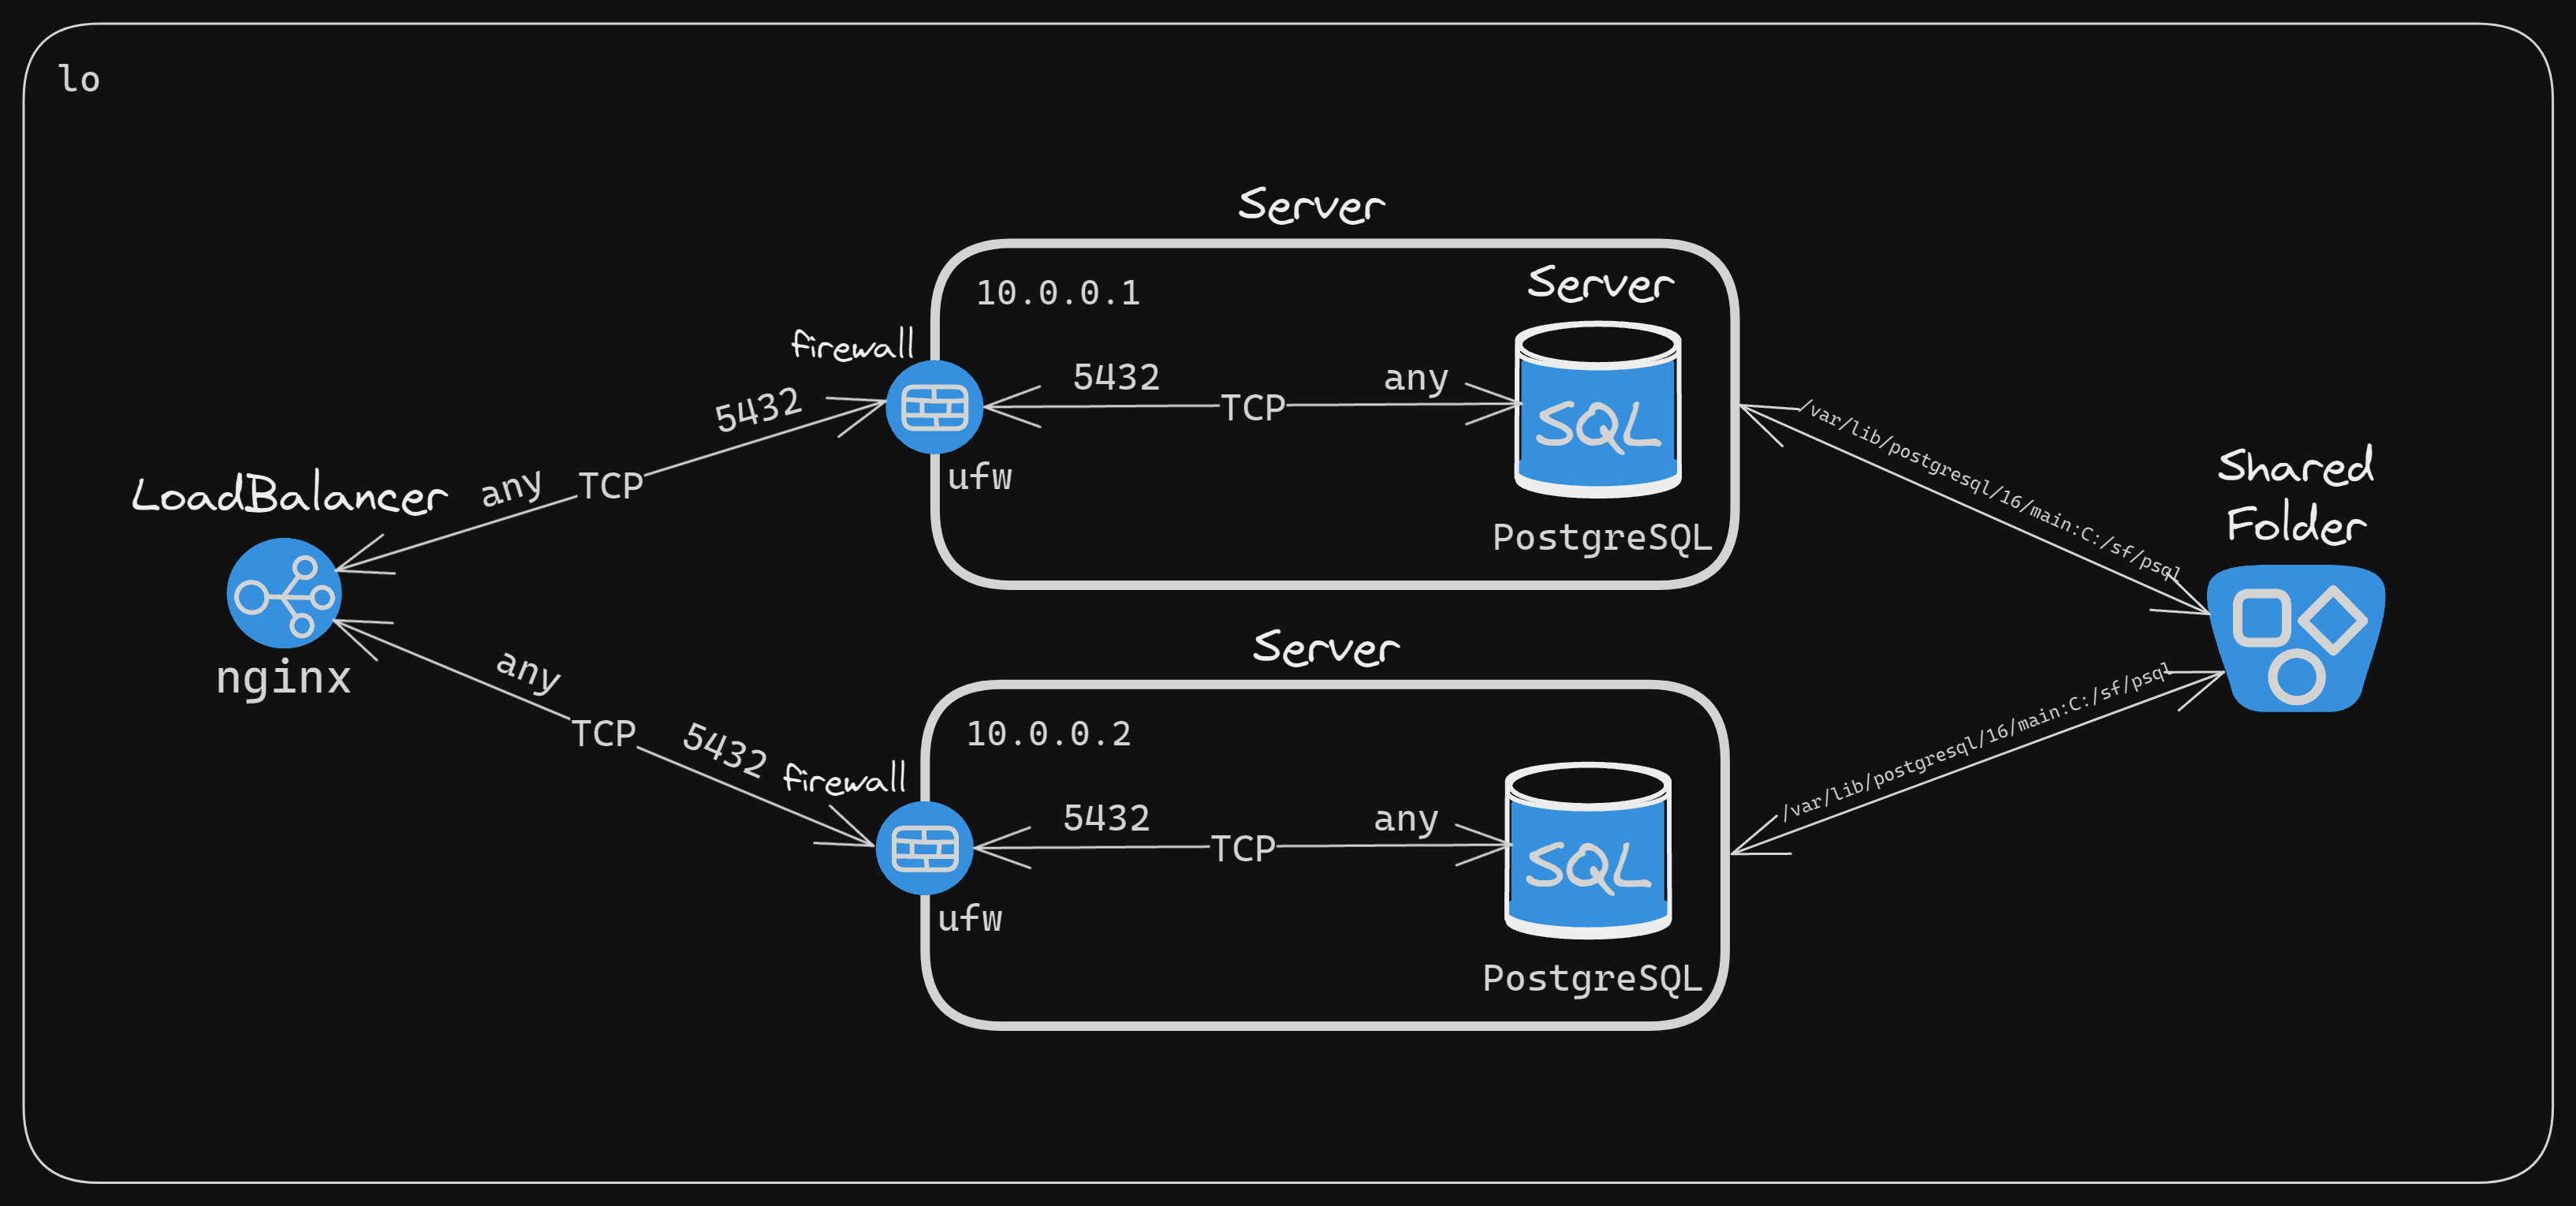 lo
Server
10.0.0.1
Server
firewall
5432
any
5432
TCP
any
TCP
ufw
SQL
PostgreSQL
/var/lib/postgresql/16/main:C:/sf/psql
LoadBalancer
nginx
Shared
Folder
Server
10.0.0.2
any
TCP
5432
firewall
5432
TCP
any
ufw
SQL
PostgreSQL
/var/lib/postgresql/16/main:C:/sf/psql